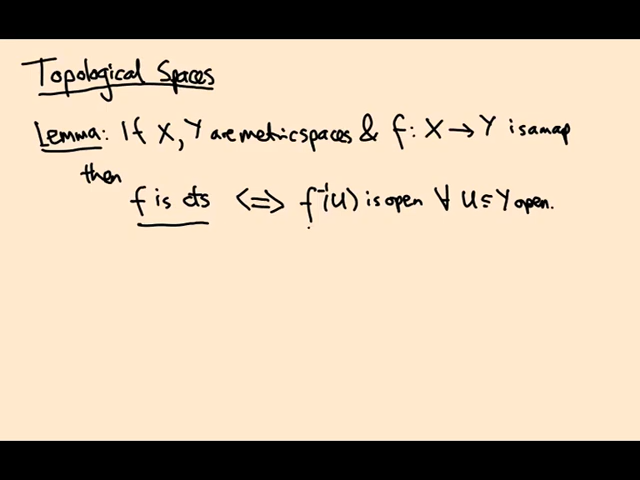 Topological Spaces
Lemma: If X, Y are metric spaces & f: X → Y is a map
then
f is cts <=> f⁻¹(U) is open ∀ U ⊆ Y open.